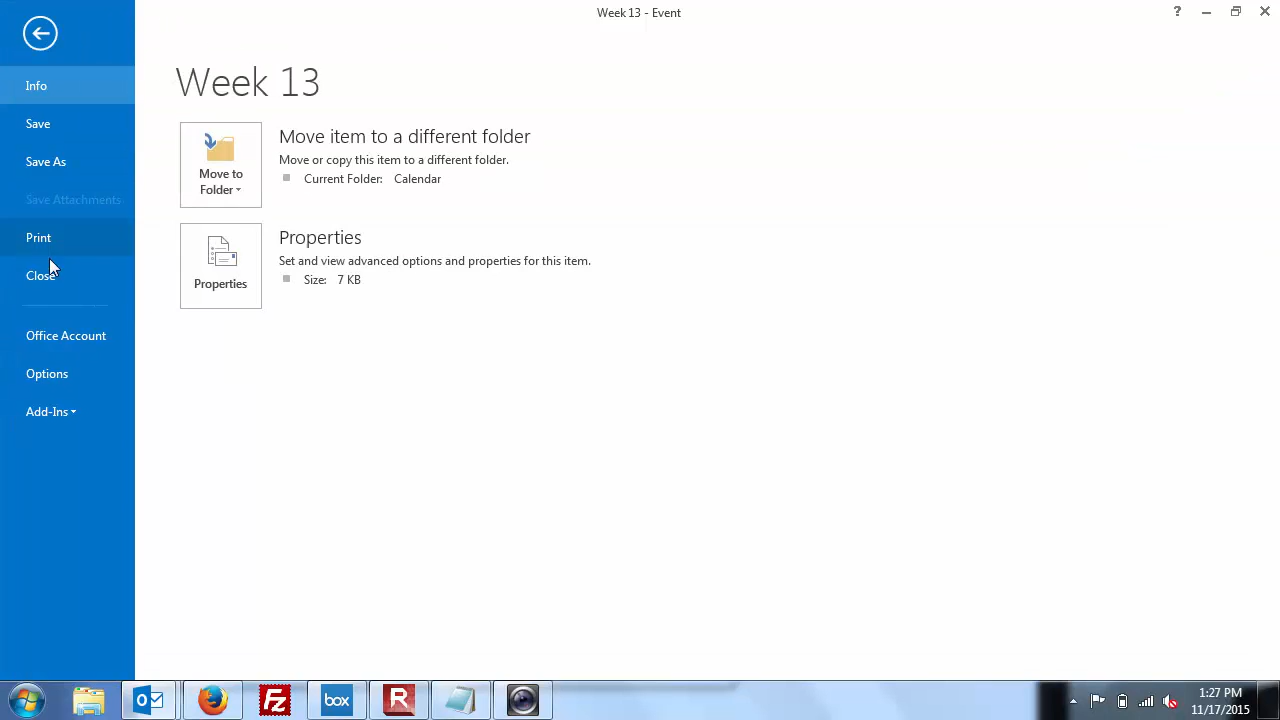 Week 13 - Event
?
Info
Save
Save As
Save Attachments
Print
Close
Office Account
Options
Add-Ins
Week 13
Move to
Folder
Move item to a different folder
Move or copy this item to a different folder.
Current Folder: Calendar
Properties
Properties
Set and view advanced options and properties for this item.
Size: 7 KB
box
1:27 PM
11/17/2015